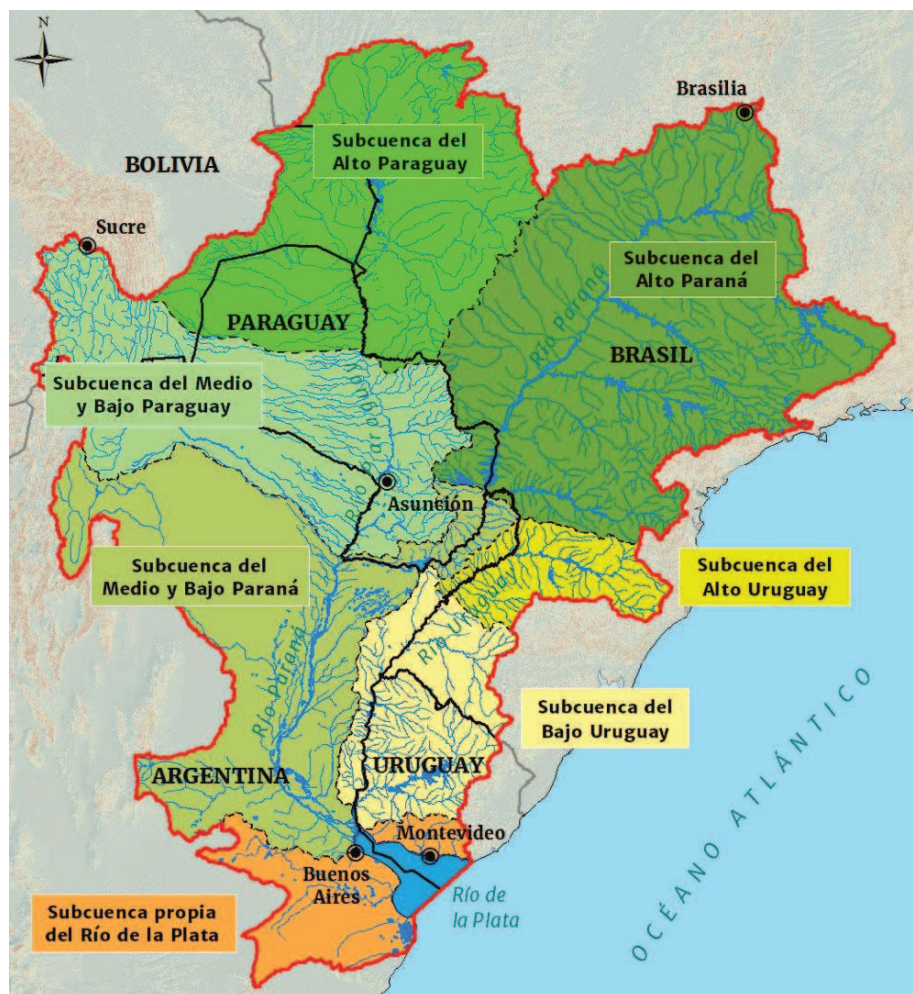 N
Brasilia
Subcuenca del
Alto Paraguay
BOLIVIA
Sucre
Subcuenca del
Alto Paraná
Río Paraná
PARAGUAY
BRASIL
Subcuenca del Medio
y Bajo Paraguay
Asunción
Subcuenca del
Medio y Bajo Paraná
Subcuenca del
Alto Uruguay
Río Uruguay
Río Paraná
Subcuenca del
Bajo Uruguay
ARGENTINA
URUGUAY
OCÉANO ATLÁNTICO
Montevideo
Buenos
Aires
Río de
la Plata
Subcuenca propia
del Río de la Plata